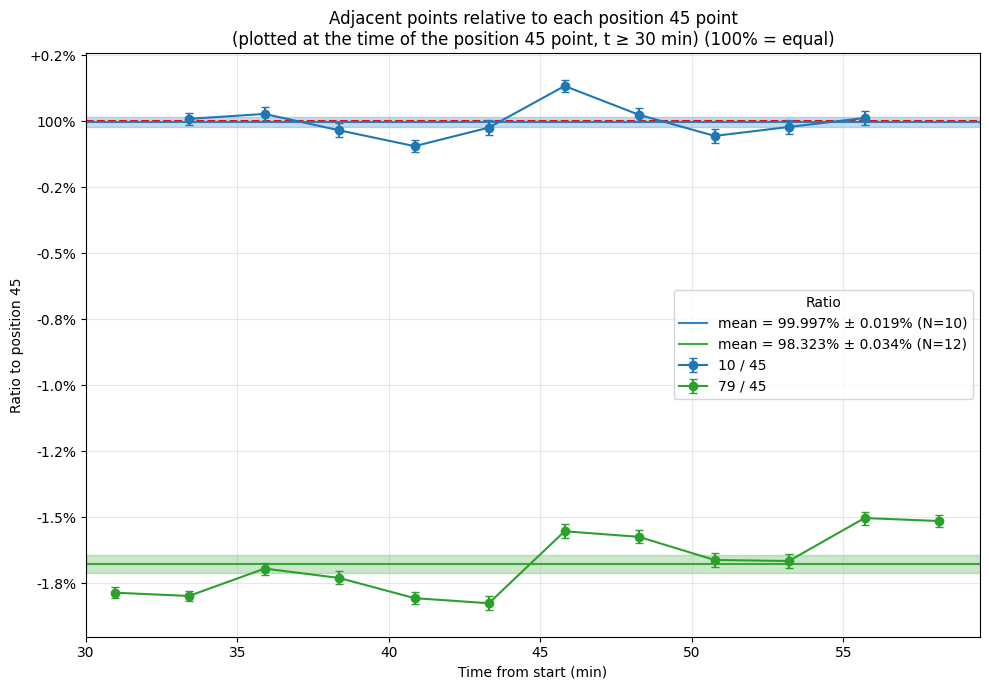 Adjacent points relative to each position 45 point
(plotted at the time of the position 45 point, t ≥ 30 min) (100% = equal)
+0.2%
100%
-0.2%
-0.5%
-0.8%
-1.0%
-1.2%
-1.5%
-1.8%
Ratio to position 45
Ratio
mean = 99.997% ± 0.019% (N=10)
mean = 98.323% ± 0.034% (N=12)
10 / 45
79 / 45
30 35 40 45 50 55
Time from start (min)